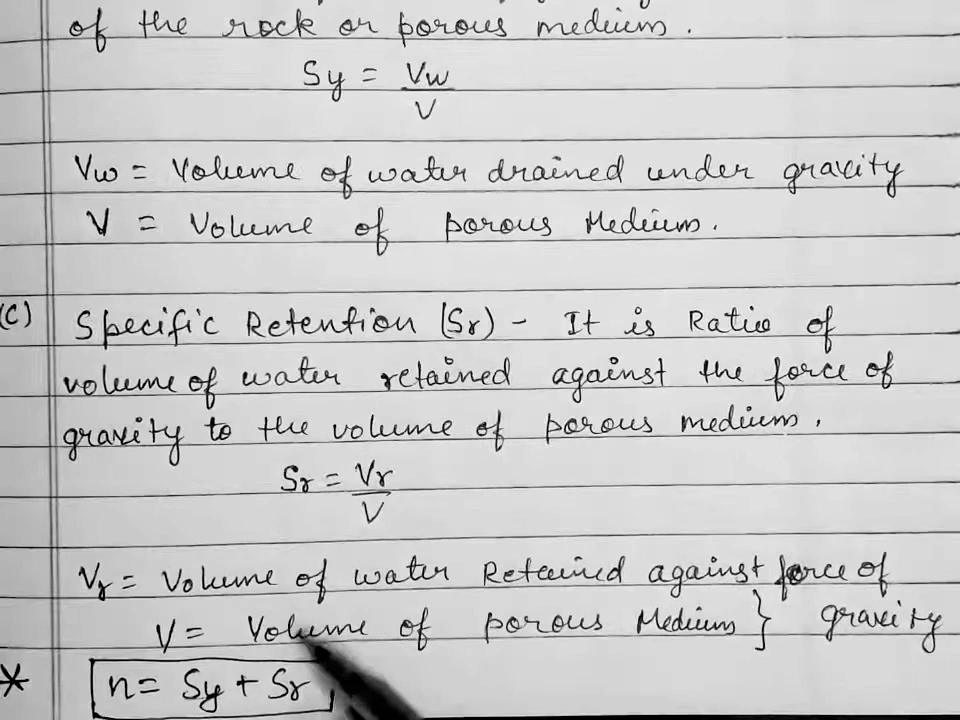 of the rock or porous medium.
Sy = Vw
V
Vw = Volume of water drained under gravity
V = Volume of porous Medium.
(C) Specific Retention (Sr) - It is Ratio of
volume of water retained against the force of
gravity to the volume of porous medium.
Sr = Vr
V
Vr = Volume of water Retained against force of
V = Volume of porous Medium } gravity
* n = Sy + Sr